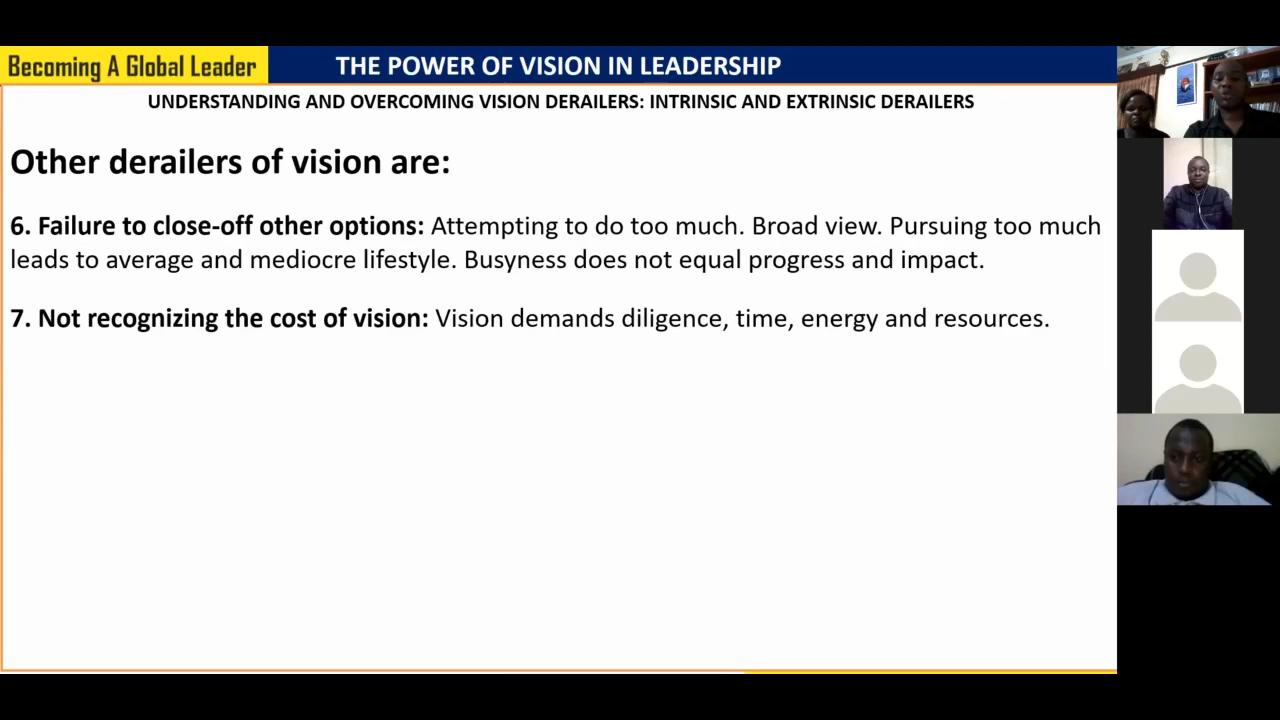 Becoming A Global Leader
THE POWER OF VISION IN LEADERSHIP
UNDERSTANDING AND OVERCOMING VISION DERAILERS: INTRINSIC AND EXTRINSIC DERAILERS
Other derailers of vision are:
6. Failure to close-off other options: Attempting to do too much. Broad view. Pursuing too much
leads to average and mediocre lifestyle. Busyness does not equal progress and impact.
7. Not recognizing the cost of vision: Vision demands diligence, time, energy and resources.